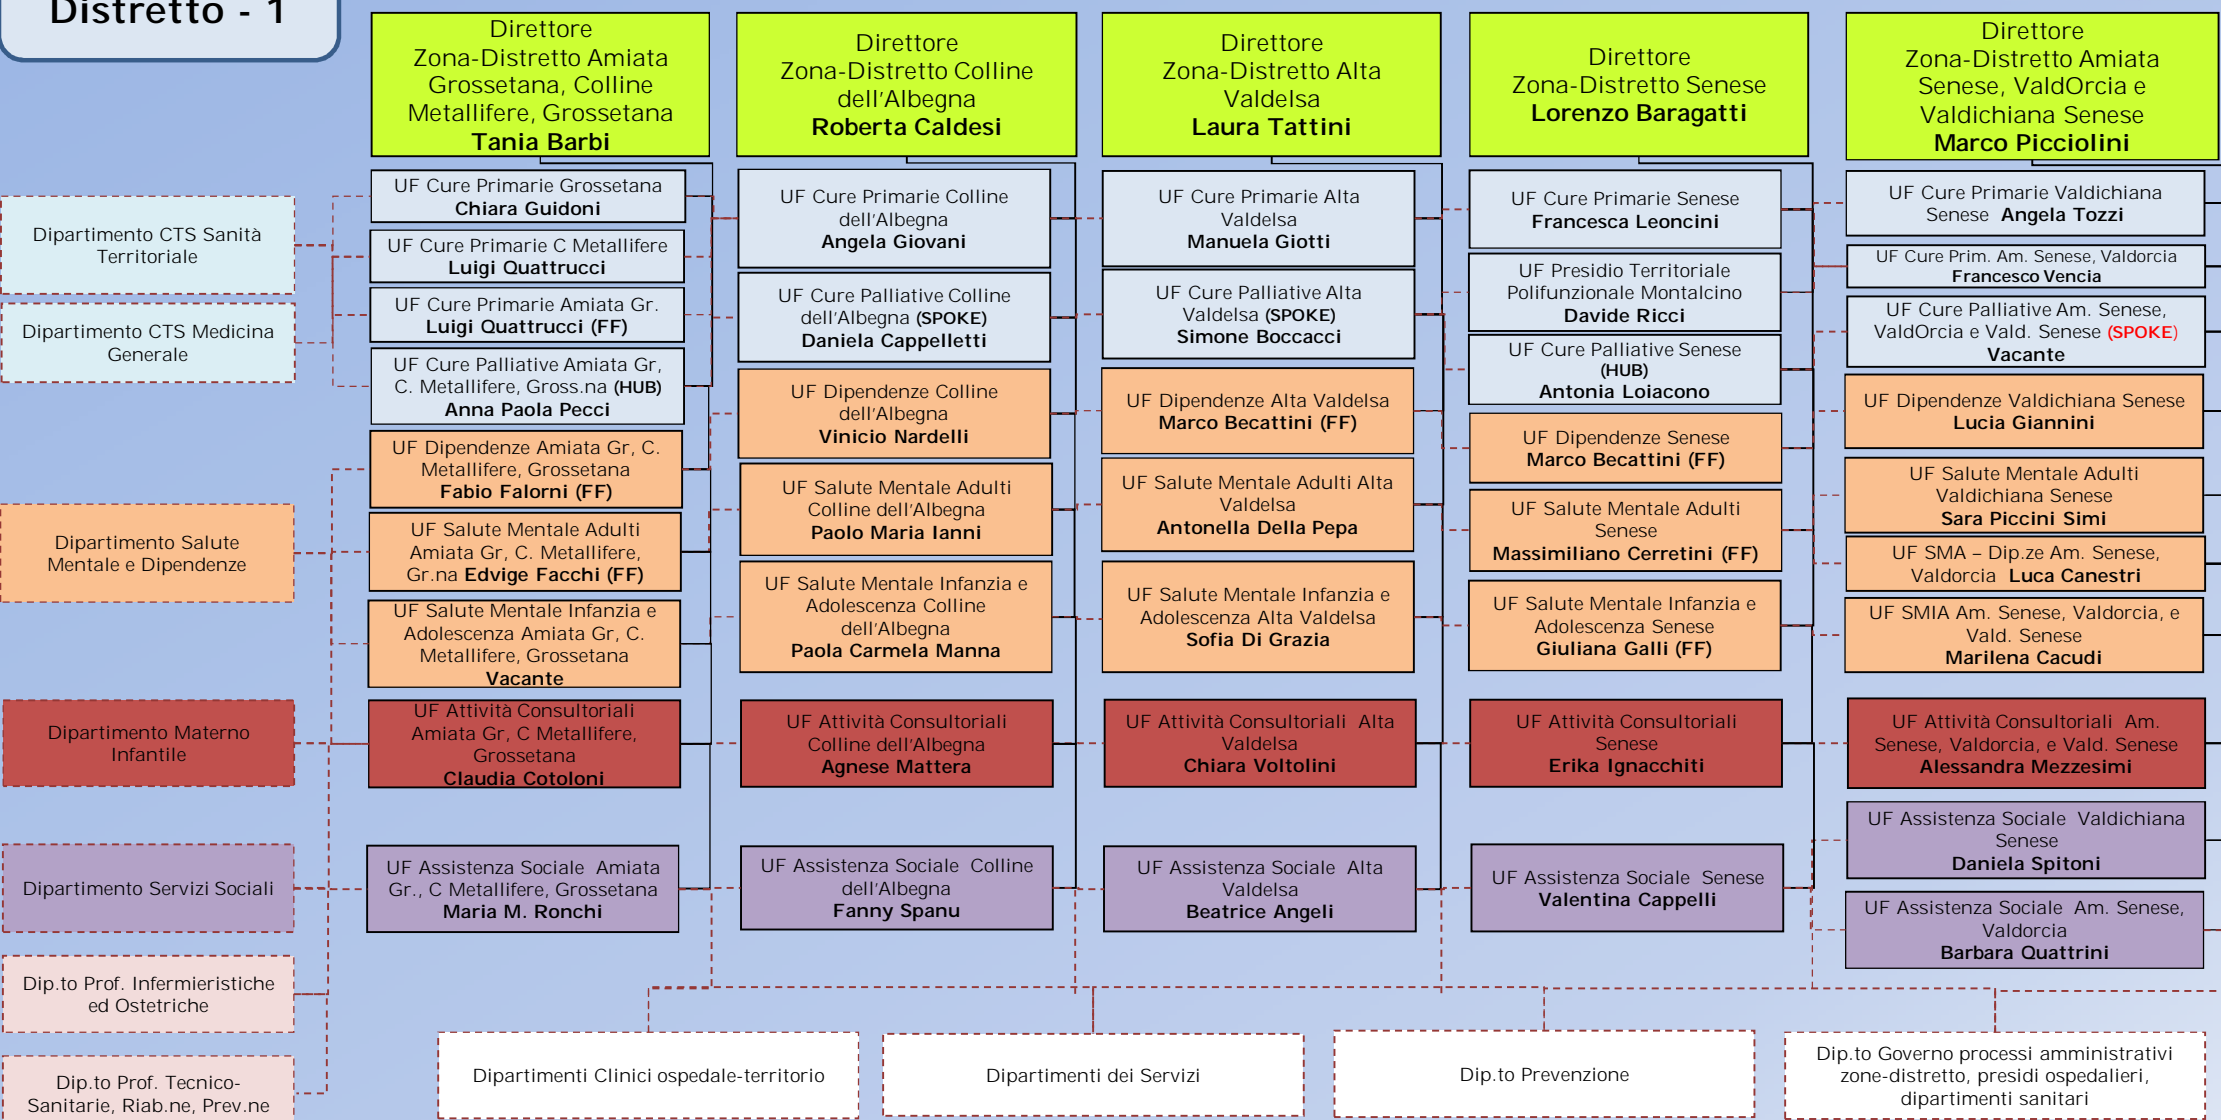 Distretto - 1
Direttore
Zona-Distretto Amiata
Grossetana, Colline
Metallifere, Grossetana
Tania Barbi
Direttore
Zona-Distretto Colline
dell'Albegna
Roberta Caldesi
Direttore
Zona-Distretto Alta
Valdelsa
Laura Tattini
Direttore
Zona-Distretto Senese
Lorenzo Baragatti
Direttore
Zona-Distretto Amiata
Senese, ValdOrcia e
Valdichiana Senese
Marco Picciolini
Dipartimento CTS Sanità
Territoriale
Dipartimento CTS Medicina
Generale
Dipartimento Salute
Mentale e Dipendenze
Dipartimento Materno
Infantile
Dipartimento Servizi Sociali
Dip.to Prof. Infermieristiche
ed Ostetriche
Dip.to Prof. Tecnico-
Sanitarie, Riab.ne, Prev.ne
UF Cure Primarie Grossetana
Chiara Guidoni
UF Cure Primarie C Metallifere
Luigi Quattrucci
UF Cure Primarie Amiata Gr.
Luigi Quattrucci (FF)
UF Cure Palliative Amiata Gr,
C. Metallifere, Gross.na (HUB)
Anna Paola Pecci
UF Dipendenze Amiata Gr, C.
Metallifere, Grossetana
Fabio Falorni (FF)
UF Salute Mentale Adulti
Amiata Gr, C. Metallifere,
Gr.na Edvige Facchi (FF)
UF Salute Mentale Infanzia e
Adolescenza Amiata Gr, C.
Metallifere, Grossetana
Vacante
UF Attività Consultoriali
Amiata Gr, C Metallifere,
Grossetana
Claudia Cotoloni
UF Assistenza Sociale Amiata
Gr., C Metallifere, Grossetana
Maria M. Ronchi
UF Cure Primarie Colline
dell'Albegna
Angela Giovani
UF Cure Palliative Colline
dell'Albegna (SPOKE)
Daniela Cappelletti
UF Dipendenze Colline
dell'Albegna
Vinicio Nardelli
UF Salute Mentale Adulti
Colline dell'Albegna
Paolo Maria Ianni
UF Salute Mentale Infanzia e
Adolescenza Colline
dell'Albegna
Paola Carmela Manna
UF Attività Consultoriali
Colline dell'Albegna
Agnese Mattera
UF Assistenza Sociale Colline
dell'Albegna
Fanny Spanu
UF Cure Primarie Alta
Valdelsa
Manuela Giotti
UF Cure Palliative Alta
Valdelsa (SPOKE)
Simone Boccacci
UF Dipendenze Alta Valdelsa
Marco Becattini (FF)
UF Salute Mentale Adulti Alta
Valdelsa
Antonella Della Pepa
UF Salute Mentale Infanzia e
Adolescenza Alta Valdelsa
Sofia Di Grazia
UF Attività Consultoriali Alta
Valdelsa
Chiara Voltolini
UF Assistenza Sociale Alta
Valdelsa
Beatrice Angeli
UF Cure Primarie Senese
Francesca Leoncini
UF Presidio Territoriale
Polifunzionale Montalcino
Davide Ricci
UF Cure Palliative Senese
(HUB)
Antonia Loiacono
UF Dipendenze Senese
Marco Becattini (FF)
UF Salute Mentale Adulti
Senese
Massimiliano Cerretini (FF)
UF Salute Mentale Infanzia e
Adolescenza Senese
Giuliana Galli (FF)
UF Attività Consultoriali
Senese
Erika Ignacchiti
UF Assistenza Sociale Senese
Valentina Cappelli
UF Cure Primarie Valdichiana
Senese Angela Tozzi
UF Cure Prim. Am. Senese, Valdorcia
Francesco Vencia
UF Cure Palliative Am. Senese,
ValdOrcia e Vald. Senese (SPOKE)
Vacante
UF Dipendenze Valdichiana Senese
Lucia Giannini
UF Salute Mentale Adulti
Valdichiana Senese
Sara Piccini Simi
UF SMA – Dip.ze Am. Senese,
Valdorcia Luca Canestri
UF SMIA Am. Senese, Valdorcia, e
Vald. Senese
Marilena Cacudi
UF Attività Consultoriali Am.
Senese, Valdorcia, e Vald. Senese
Alessandra Mezzesimi
UF Assistenza Sociale Valdichiana
Senese
Daniela Spitoni
UF Assistenza Sociale Am. Senese,
Valdorcia
Barbara Quattrini
Dipartimenti Clinici ospedale-territorio
Dipartimenti dei Servizi
Dip.to Prevenzione
Dip.to Governo processi amministrativi
zone-distretto, presidi ospedalieri,
dipartimenti sanitari